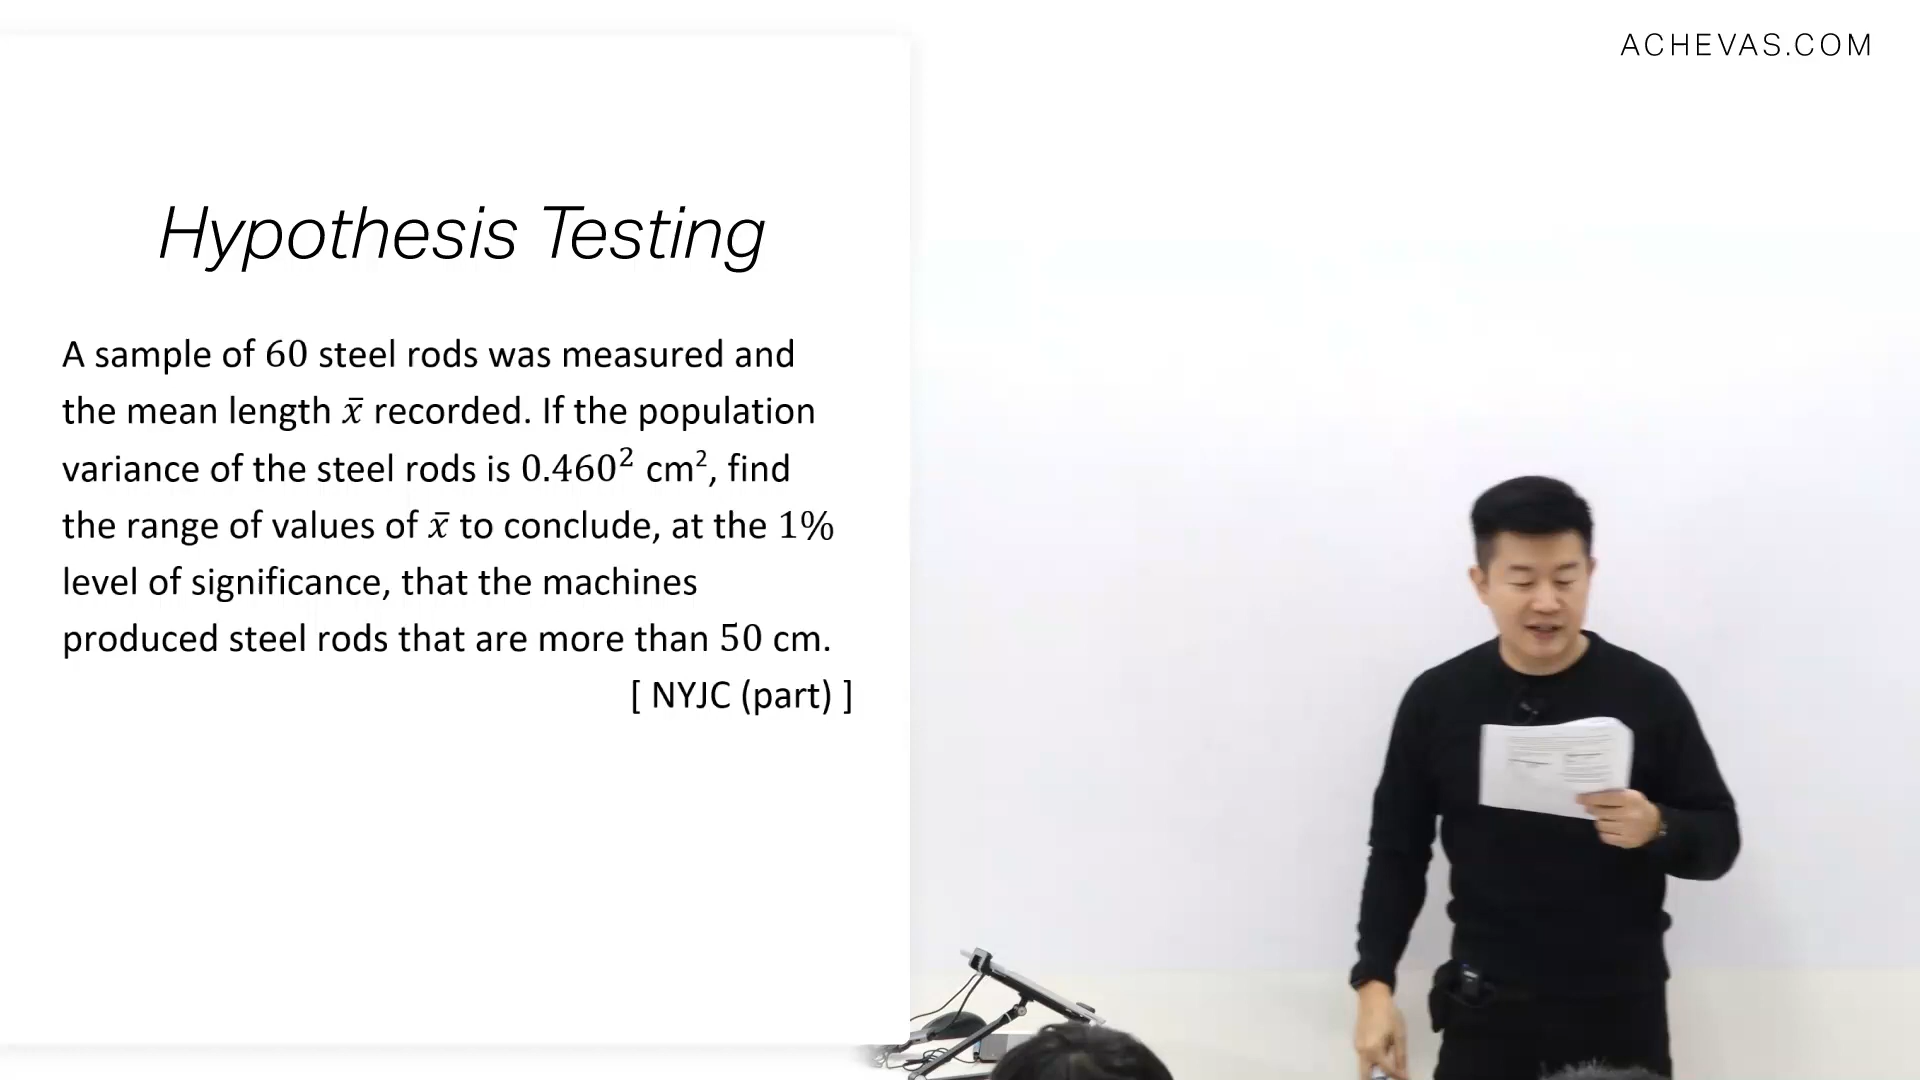 ACHEVAS.COM
Hypothesis Testing
A sample of 60 steel rods was measured and
the mean length x̄ recorded. If the population
variance of the steel rods is 0.460² cm², find
the range of values of x̄ to conclude, at the 1%
level of significance, that the machines
produced steel rods that are more than 50 cm.
[ NYJC (part) ]